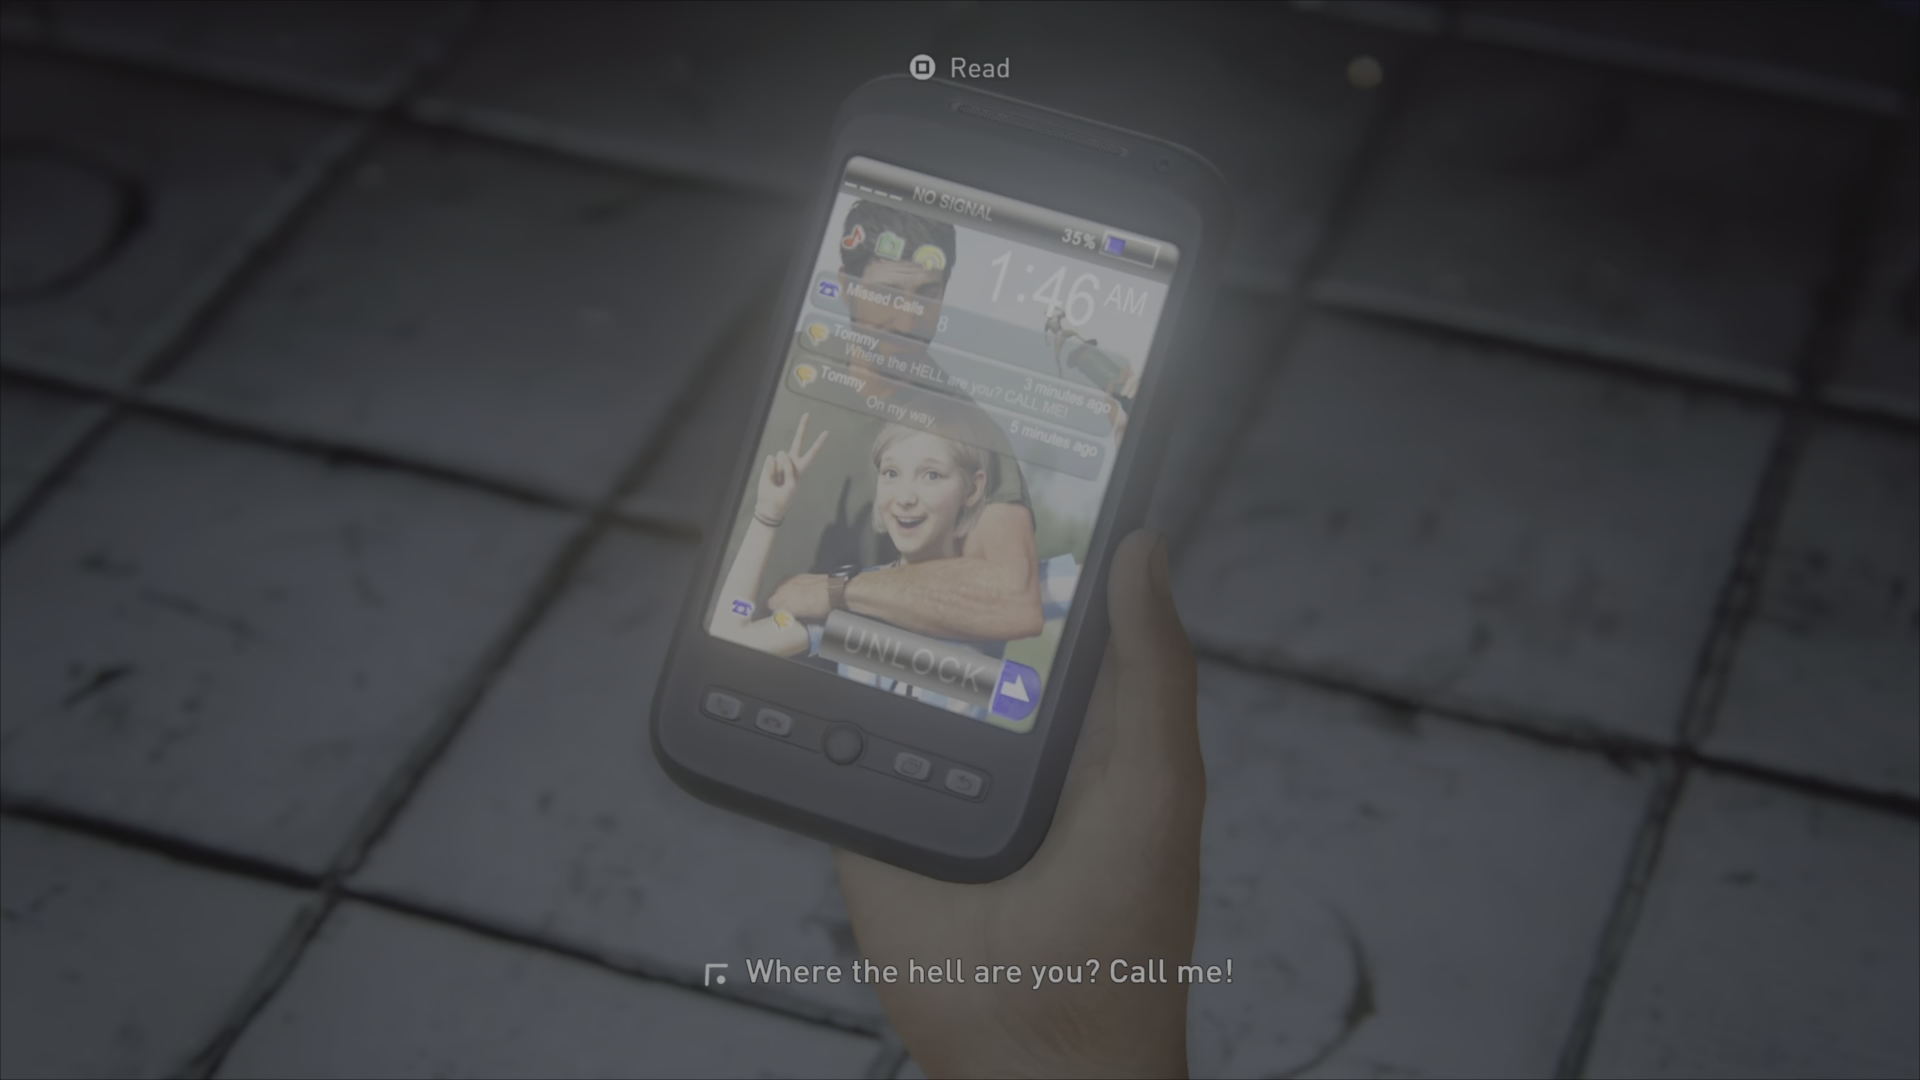 Read
NO SIGNAL
35%
1:46 AM
Missed Calls
8
Tommy
3 minutes ago
Where the HELL are you? CALL ME!
Tommy
5 minutes ago
On my way
UNLOCK
Where the hell are you? Call me!